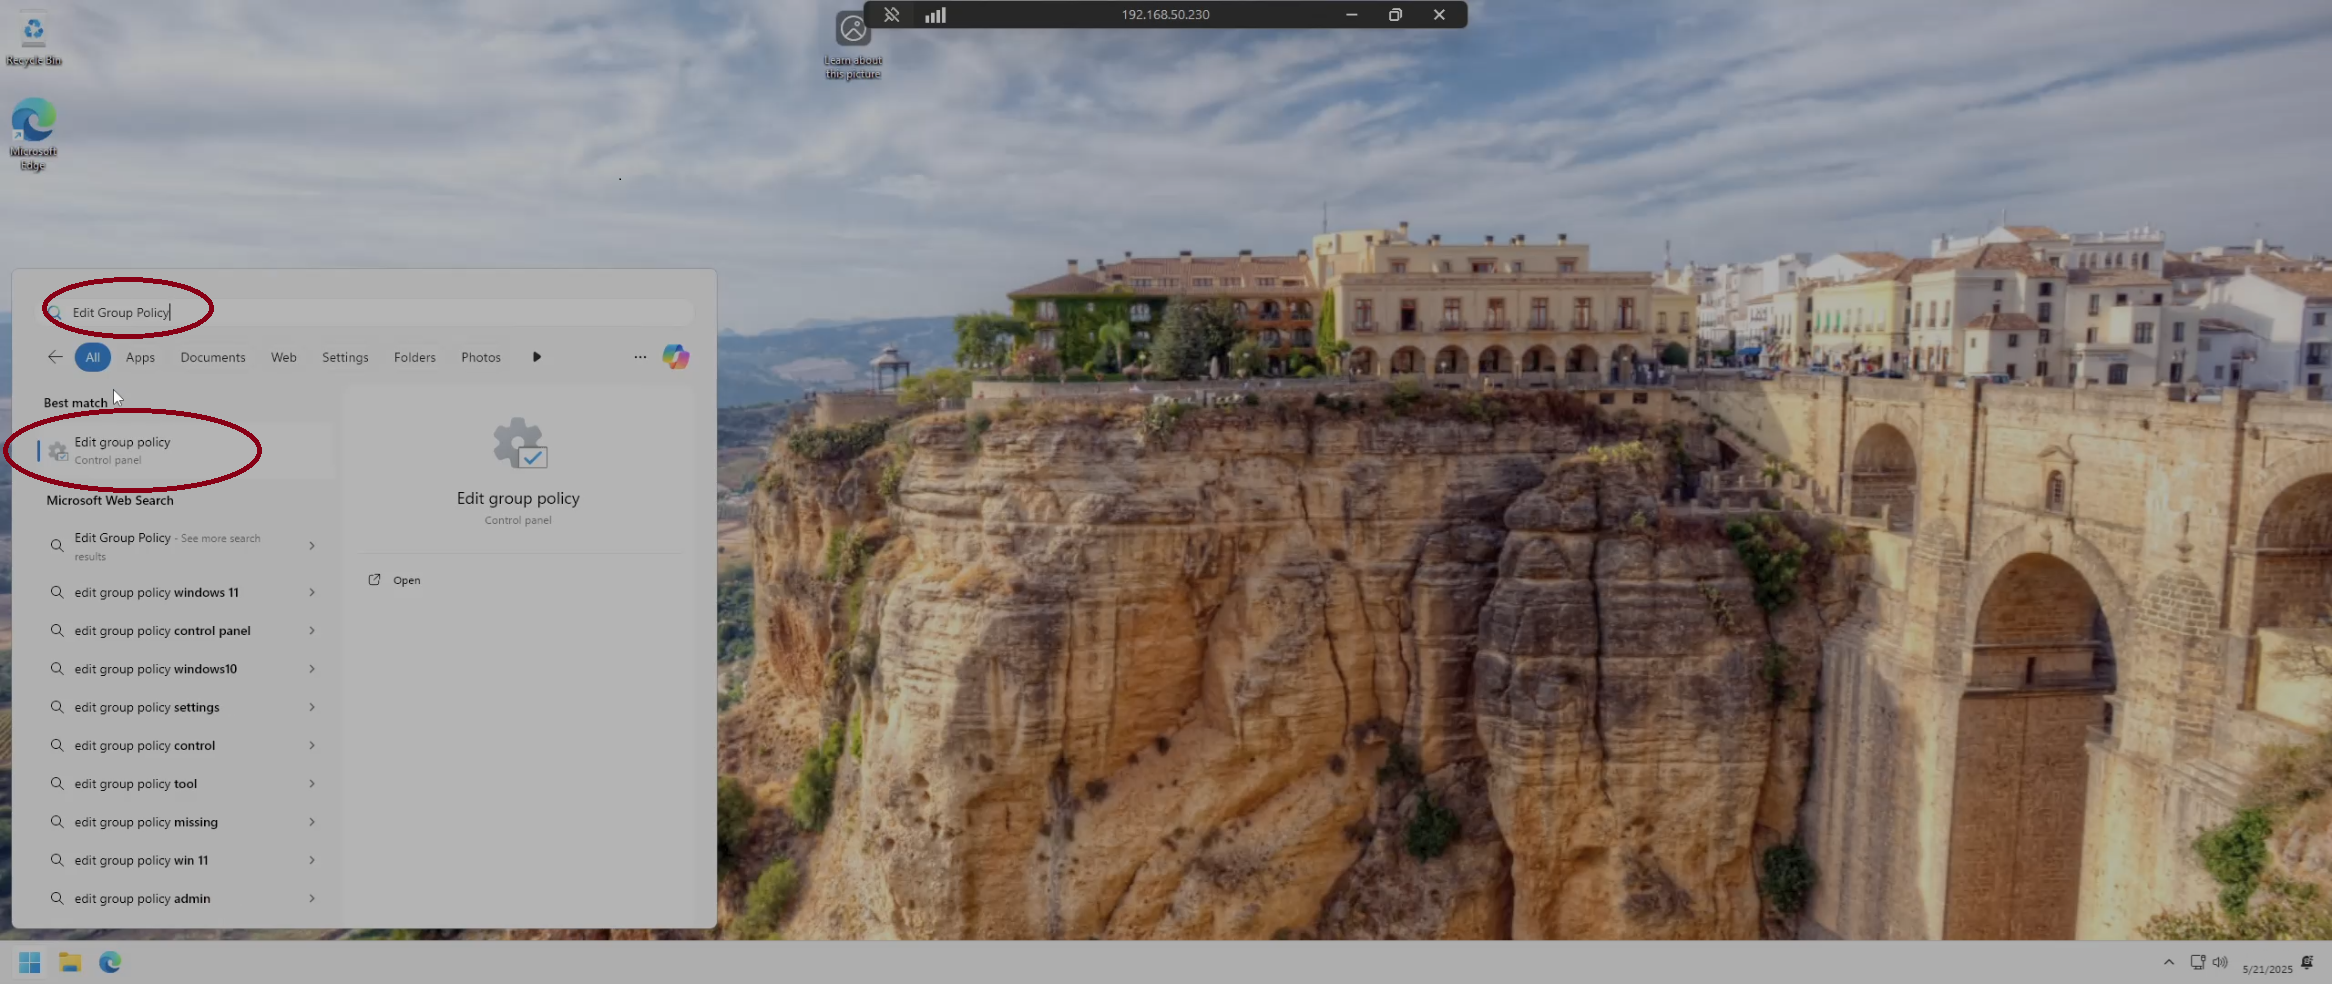 192.168.50.230
Recycle Bin
Learn about
this picture
Microsoft
Edge
Edit Group Policy
All
Apps
Documents
Web
Settings
Folders
Photos
Best match
Edit group policy
Control panel
Microsoft Web Search
Edit Group Policy - See more search
results
edit group policy windows 11
edit group policy control panel
edit group policy windows10
edit group policy settings
edit group policy control
edit group policy tool
edit group policy missing
edit group policy win 11
edit group policy admin
Edit group policy
Control panel
Open
5/21/2025